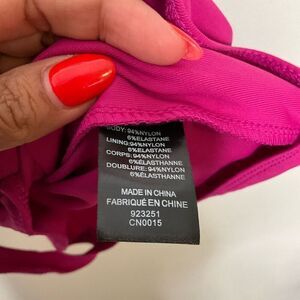 BODY: 94%NYLON
6%ELASTANE
LINING: 94%NYLON
6%ELASTANE
CORPS: 94%NYLON
6%ÉLASTHANNE
DOUBLURE: 94%NYLON
6%ÉLASTHANNE
MADE IN CHINA
FABRIQUÉ EN CHINE
923251
CN0015